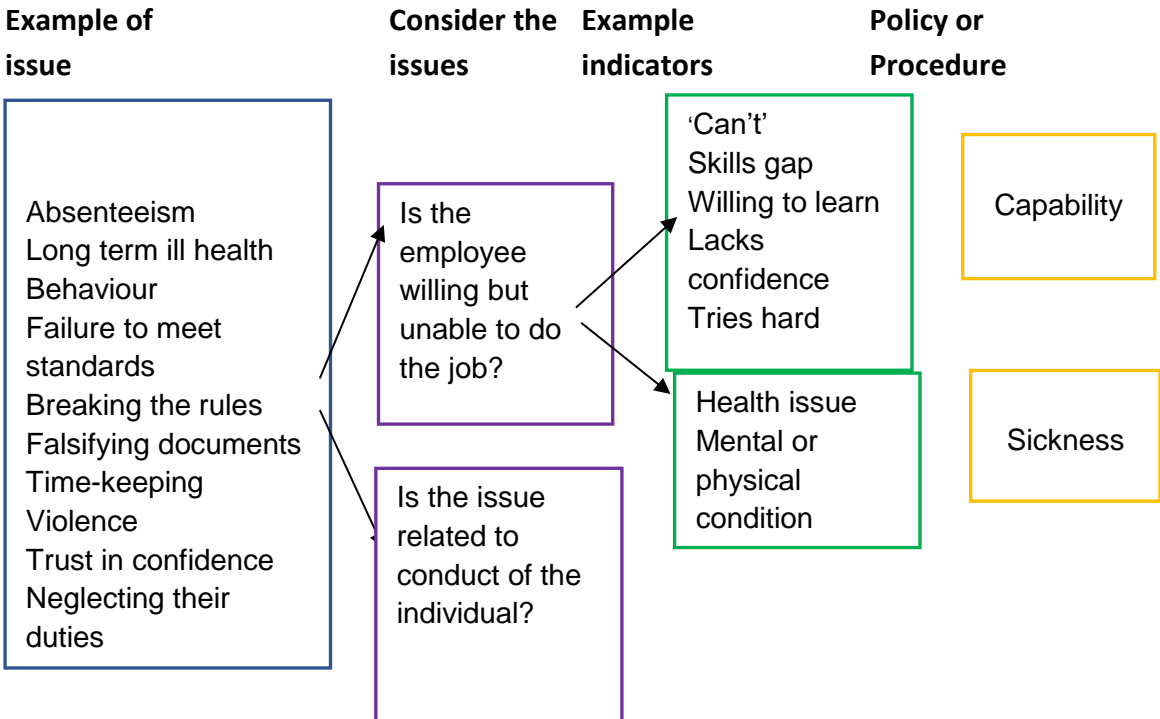 Example of
issue
Consider the
issues
Example
indicators
Policy or
Procedure
Absenteeism
Long term ill health
Behaviour
Failure to meet
standards
Breaking the rules
Falsifying documents
Time-keeping
Violence
Trust in confidence
Neglecting their
duties
Is the
employee
willing but
unable to do
the job?
Is the issue
related to
conduct of the
individual?
‘Can't’
Skills gap
Willing to learn
Lacks
confidence
Tries hard
Health issue
Mental or
physical
condition
Capability
Sickness